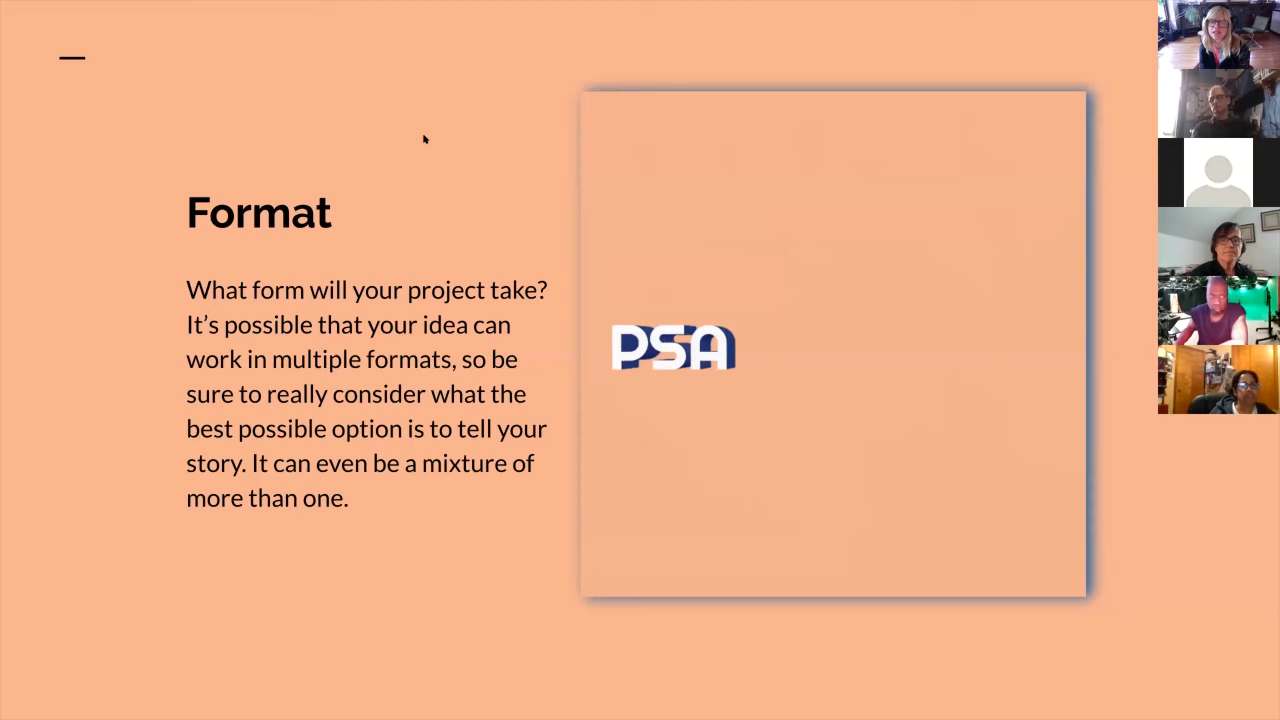 Format
What form will your project take?
It’s possible that your idea can
work in multiple formats, so be
sure to really consider what the
best possible option is to tell your
story. It can even be a mixture of
more than one.
PSA